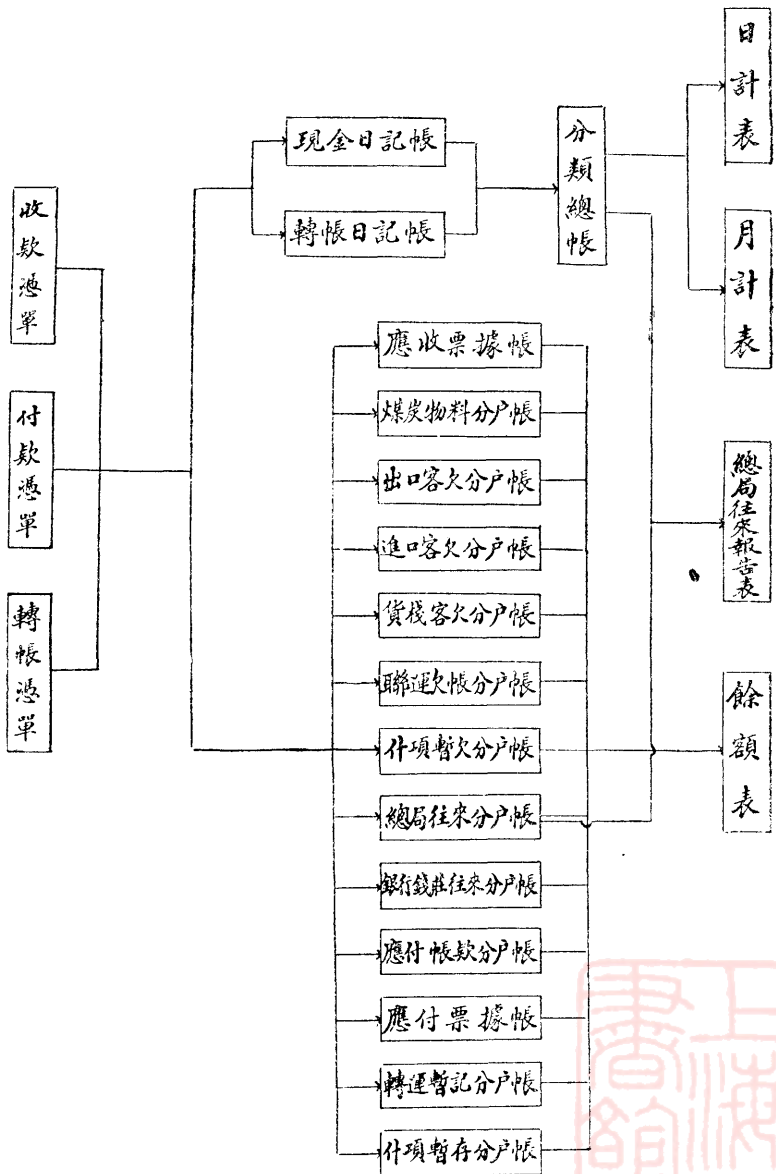 收款憑單
付款憑單
轉帳憑單
現金日記帳
轉帳日記帳
應收票據帳
煤炭物料分户帳
出口客欠分户帳
進口客欠分户帳
貨棧客欠分户帳
聯運欠帳分户帳
什項暫欠分户帳
總局往來分户帳
銀行錢莊往來分户帳
應付帳款分户帳
應付票據帳
轉運暫記分户帳
什項暫存分户帳
分類總帳
日計表
月計表
總局往來報告表
餘額表
上海
書館